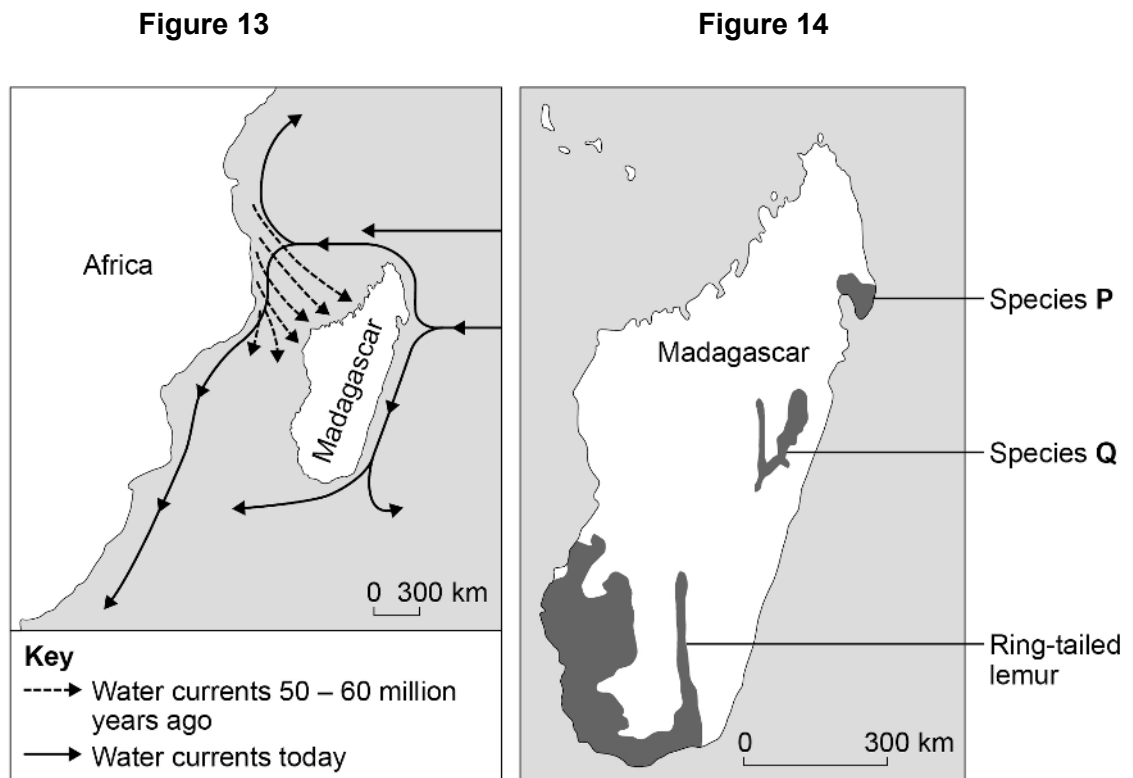 Figure 13
Figure 14
Africa
Madagascar
0 300 km
Key
Water currents 50 – 60 million
years ago
Water currents today
Madagascar
Species P
Species Q
Ring-tailed
lemur
0 300 km